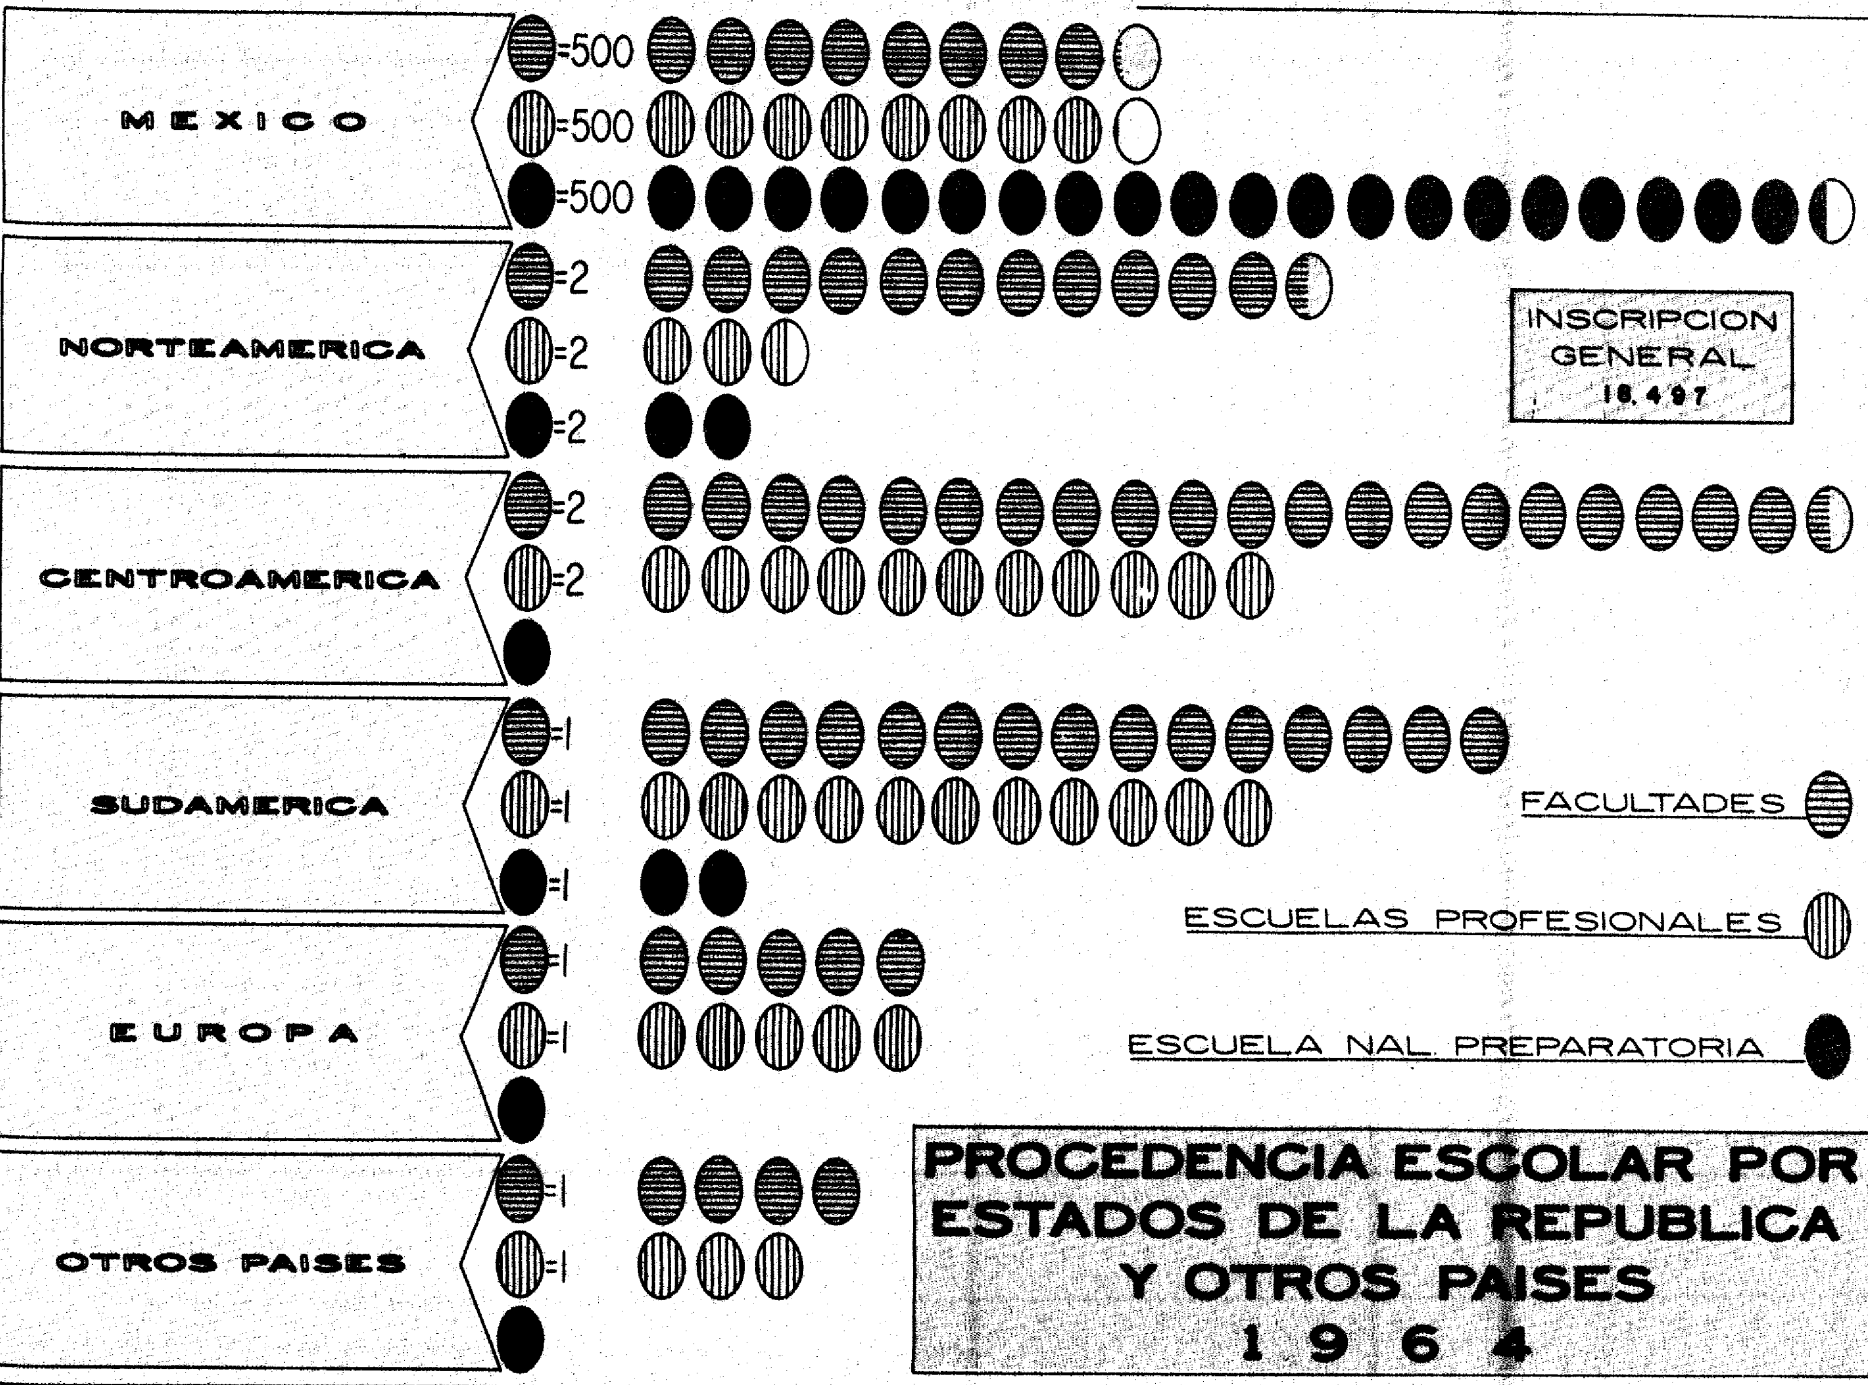 MEXICO
=500
=500
=500
NORTEAMERICA
=2
=2
=2
INSCRIPCION
GENERAL
18.497
CENTROAMERICA
=2
=2
SUDAMERICA
=1
=1
=1
FACULTADES
ESCUELAS PROFESIONALES
ESCUELA NAL. PREPARATORIA
EUROPA
=1
=1
OTROS PAISES
=1
=1
PROCEDENCIA ESCOLAR POR
ESTADOS DE LA REPUBLICA
Y OTROS PAISES
1964